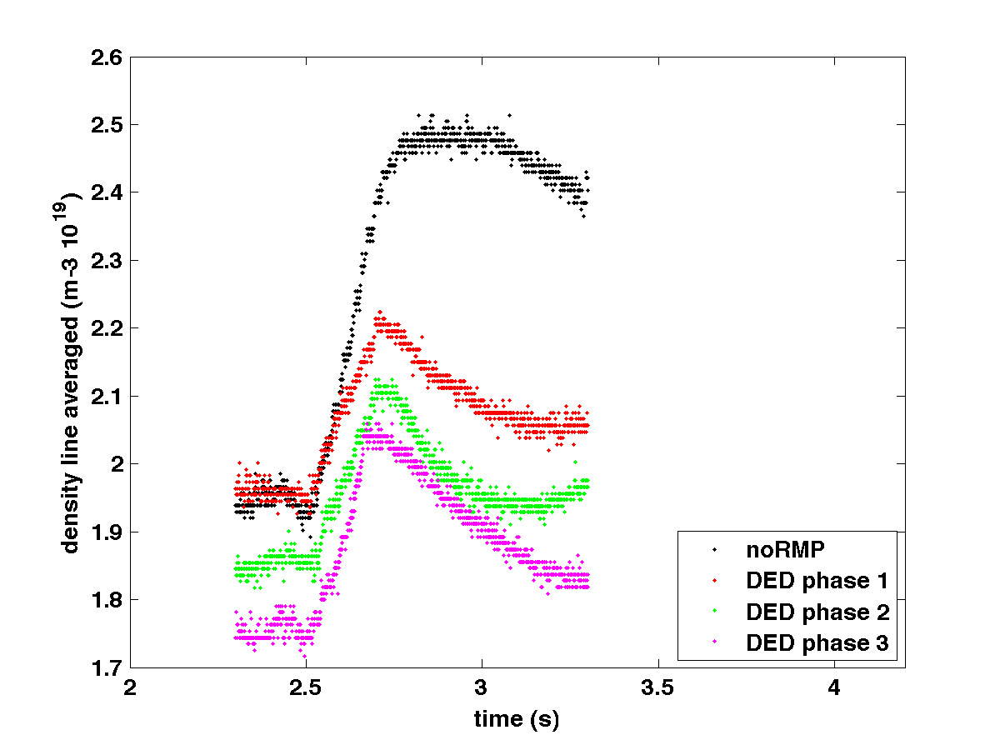 2.6
2.5
2.4
2.3
2.2
2.1
2
1.9
1.8
1.7
2
2.5
3
3.5
4
density line averaged (m-3 10^19)
time (s)
noRMP
DED phase 1
DED phase 2
DED phase 3